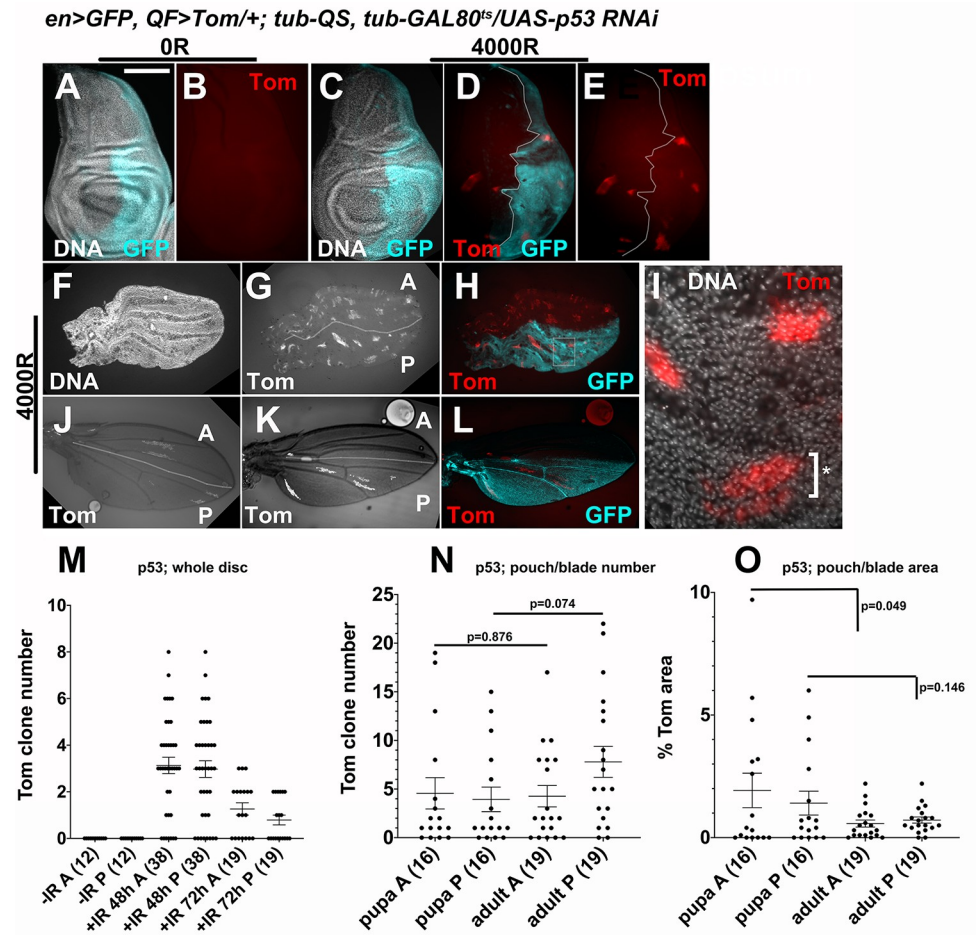 en>GFP, QF>Tom/+; tub-QS, tub-GAL80ts/UAS-p53 RNAi
0R
4000R
A
B
Tom
C
D
E
Tom
DNA GFP
DNA GFP
Tom GFP
F
G
A
H
I
DNA
Tom
4000R
DNA
Tom
P
Tom
GFP
J
A
K
A
L
*
Tom
P
Tom
P
Tom
GFP
M
p53; whole disc
N
p53; pouch/blade number
O
p53; pouch/blade area
Tom clone number
10
8
6
4
2
0
-IR A (12)
-IR P (12)
+IR 48h A (38)
+IR 48h P (38)
+IR 72h A (19)
+IR 72h P (19)
Tom clone number
25
20
15
10
5
0
p=0.074
p=0.876
pupa A (16)
pupa P (16)
adult A (19)
adult P (19)
% Tom area
10
5
0
p=0.049
p=0.146
pupa A (16)
pupa P (16)
adult A (19)
adult P (19)